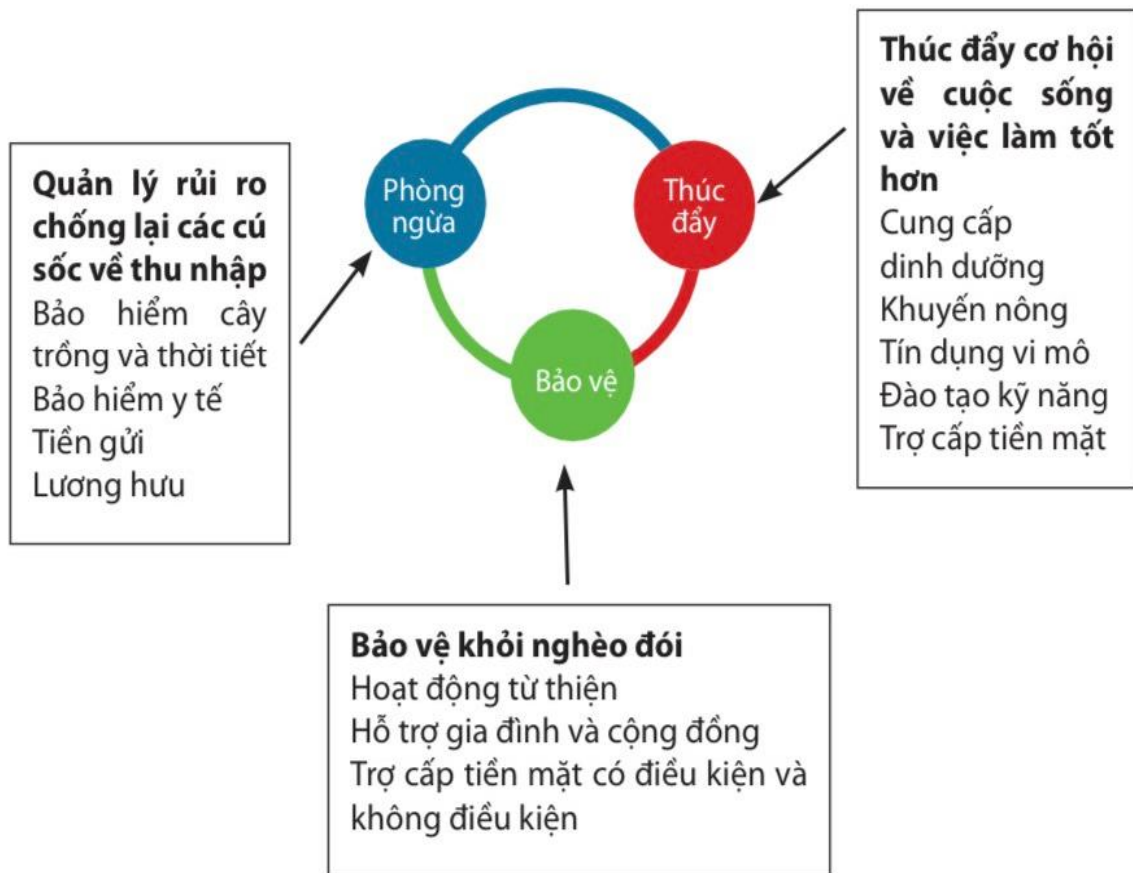 Quản lý rủi ro
chống lại các cú
sốc về thu nhập
Bảo hiểm cây
trồng và thời tiết
Bảo hiểm y tế
Tiền gửi
Lương hưu
Phòng
ngừa
Thúc
đẩy
Bảo vệ
Thúc đẩy cơ hội
về cuộc sống
và việc làm tốt
hơn
Cung cấp
dinh dưỡng
Khuyến nông
Tín dụng vi mô
Đào tạo kỹ năng
Trợ cấp tiền mặt
Bảo vệ khỏi nghèo đói
Hoạt động từ thiện
Hỗ trợ gia đình và cộng đồng
Trợ cấp tiền mặt có điều kiện và
không điều kiện